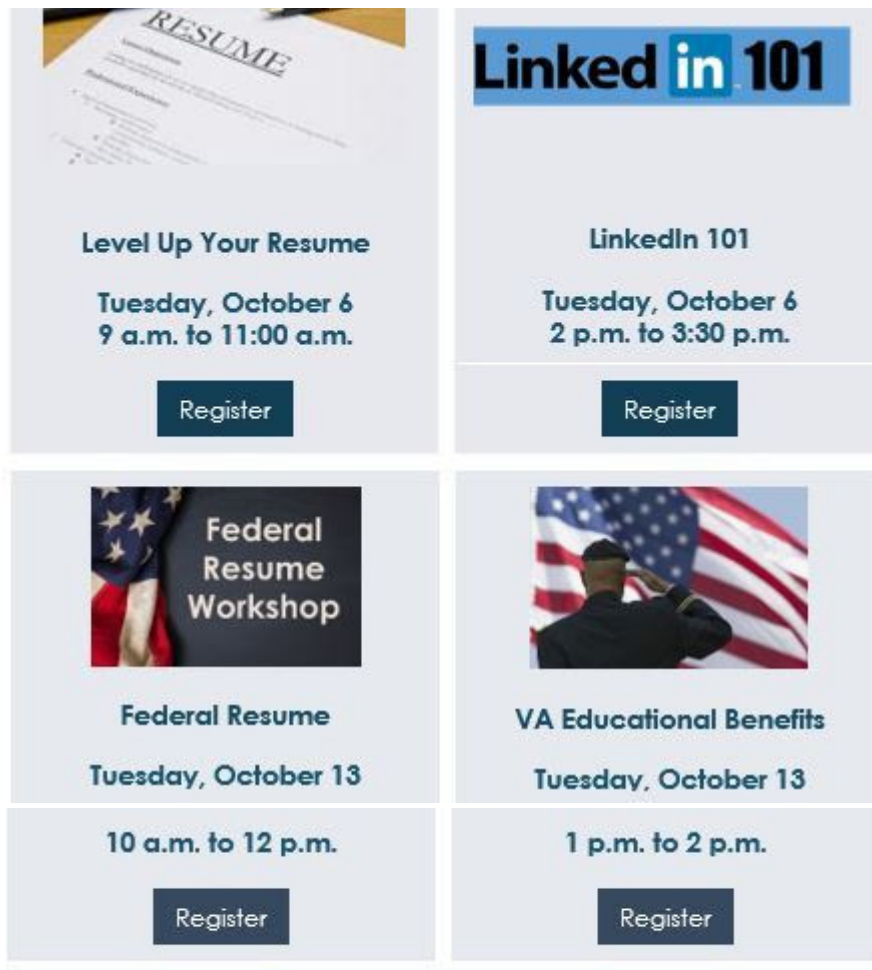 RESUME
Linked in 101
Level Up Your Resume
Tuesday, October 6
9 a.m. to 11:00 a.m.
Register
LinkedIn 101
Tuesday, October 6
2 p.m. to 3:30 p.m.
Register
Federal
Resume
Workshop
Federal Resume
Tuesday, October 13
10 a.m. to 12 p.m.
Register
VA Educational Benefits
Tuesday, October 13
1 p.m. to 2 p.m.
Register